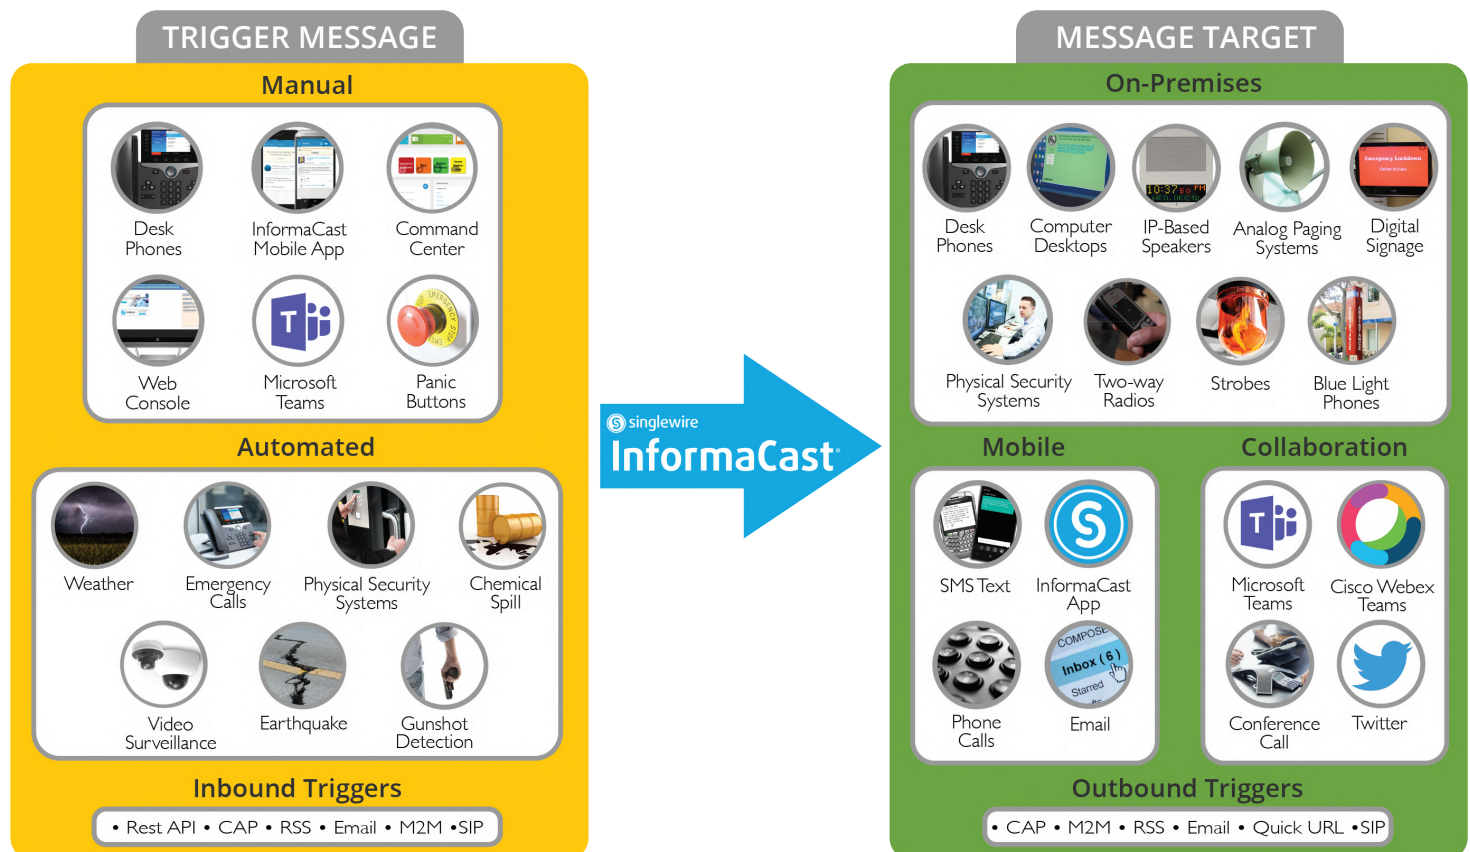 TRIGGER MESSAGE
Manual
Desk
Phones
InformaCast
Mobile App
Command
Center
Web
Console
Microsoft
Teams
Panic
Buttons
Automated
Weather
Emergency
Calls
Physical Security
Systems
Chemical
Spill
Video
Surveillance
Earthquake
Gunshot
Detection
Inbound Triggers
• Rest API • CAP • RSS • Email • M2M •SIP
S singlewire
InformaCast
MESSAGE TARGET
On-Premises
10:37
PM
Emergency Lockdown
Desk
Phones
Computer
Desktops
IP-Based
Speakers
Analog Paging
Systems
Digital
Signage
Physical Security
Systems
Two-way
Radios
Strobes
Blue Light
Phones
Mobile
S
SMS Text
InformaCast
App
COMPOSE
Inbox (6)
Starred
Phone
Calls
Email
Collaboration
T
Microsoft
Teams
Cisco Webex
Teams
Conference
Call
Twitter
Outbound Triggers
• CAP • M2M • RSS • Email • Quick URL •SIP